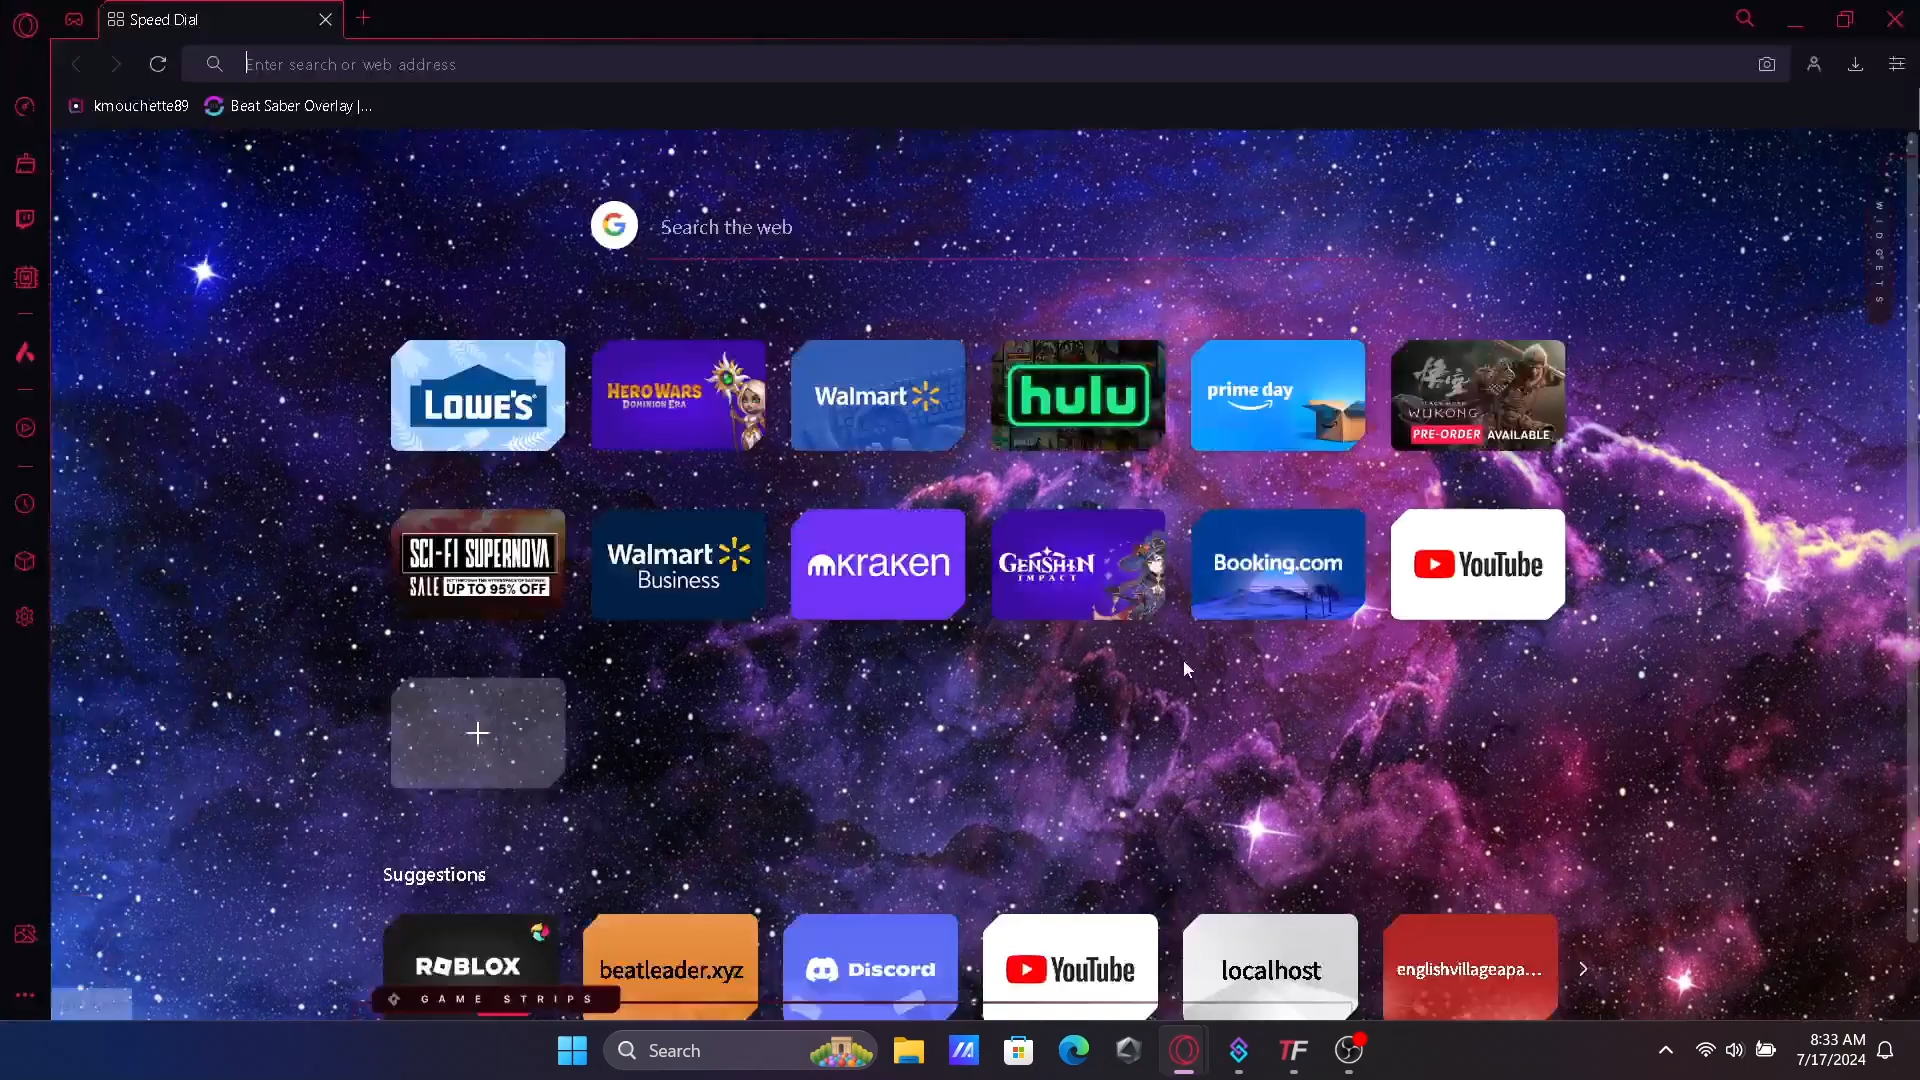 Speed Dial
Enter search or web address
kmouchette89
Beat Saber Overlay |...
Search the web
WIDGETS
LOWE'S
HERO WARS
DOMINION ERA
Walmart
hulu
prime day
WUKONG
PRE-ORDER AVAILABLE
SCI-FI SUPERNOVA
SALE UP TO 95% OFF
Walmart
Business
mkraken
GENSHIN
IMPACT
Booking.com
YouTube
Suggestions
ROBLOX
beatleader.xyz
Discord
YouTube
localhost
englishvillageapa...
GAME STRIPS
Search
TF
8:33 AM
7/17/2024